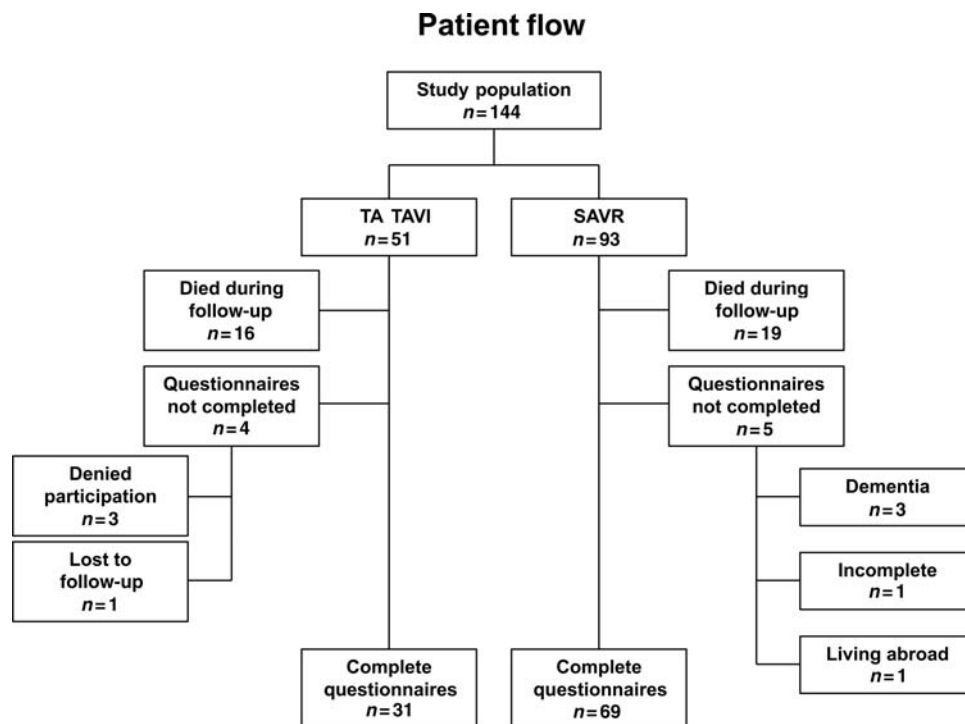 Patient flow
Study population
n=144
TA TAVI
n=51
SAVR
n=93
Died during
follow-up
n=16
Died during
follow-up
n=19
Questionnaires
not completed
n=4
Questionnaires
not completed
n=5
Denied
participation
n=3
Lost to
follow-up
n=1
Dementia
n=3
Incomplete
n=1
Living abroad
n=1
Complete
questionnaires
n=31
Complete
questionnaires
n=69